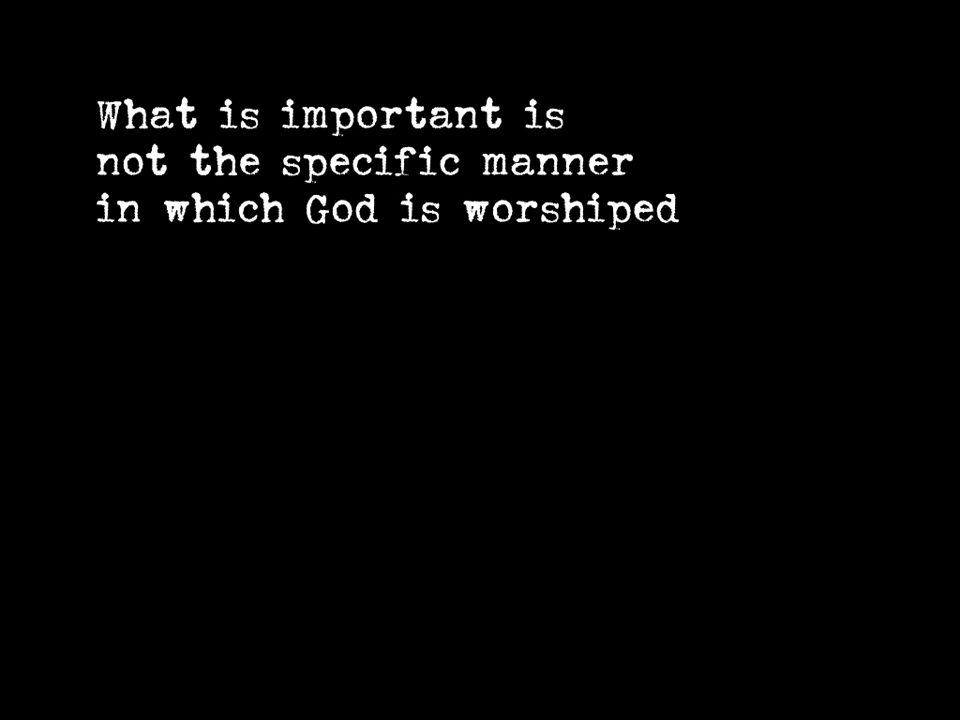 What is important is
not the specific manner
in which God is worshiped